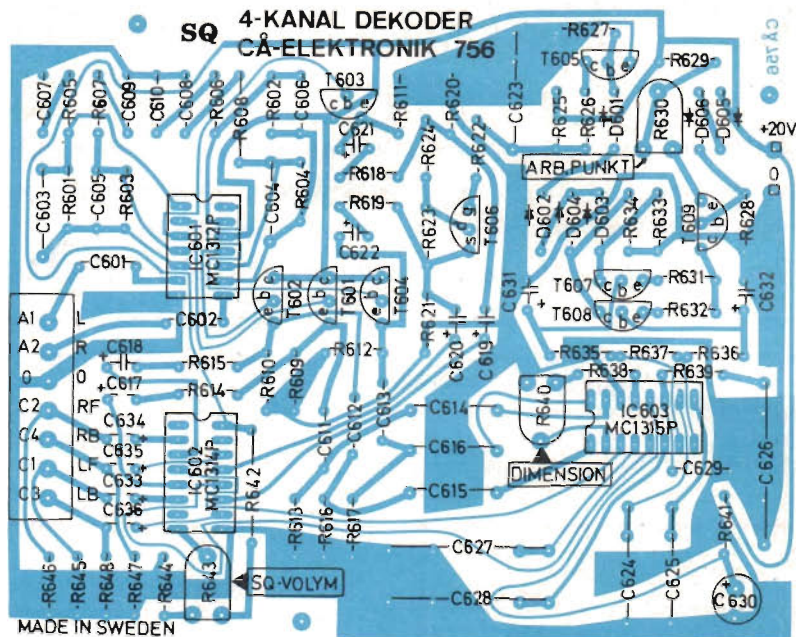 SQ 4-KANAL DEKODER
CÅ-ELEKTRONIK 756
CÅ 756
R627
T605 c b e
R629
C607 R605 R607 C609 C610 C608 R606 R608 R602 C606
T603 c b e
R611 R620 C623
R625 R626 D601 R630 D606 D605
+20V
0
C621
R624 R622
ARB.PUNKT
C603 R601 C605 R603
C604 R604
R618
R619
C622
R623
s d g T606
D602 D604 D603 R634 R633 T609 c b e R628
IC601
MC1312P
C601
e b c T602
e b c T601
e b c T604
C631
T607 c b e
R631
C632
T608 c b e
R632
A1 L
C602
A2 R
C618
R615
R612
R621 C620 C619
R635 R637 R636
R638 R639
0 0
C617
R614
R610 R609
C2 RF
C634
C4 RB
C635
C1 LF
C633
C3 LB
C636
IC602
MC1314P
R642
C611 C612 C613
C614
C616
C615
R640
DIMENSION
IC603
MC1315P
C629
C626
R613 R616 R617
R641
R646 R645 R648 R647 R644 R643
SQ-VOLYM
C627
C628
C624 C625
C630
MADE IN SWEDEN